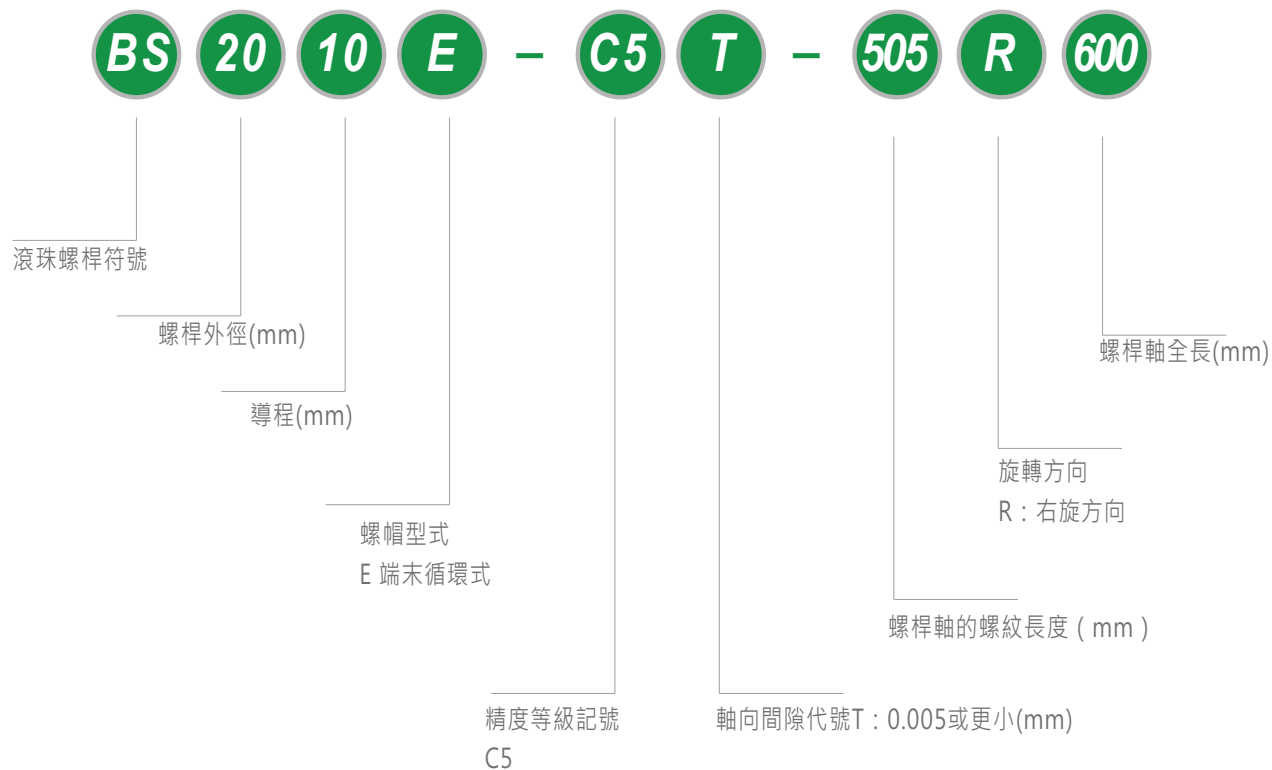 BS 20 10 E – C5 T – 505 R 600
滾珠螺桿符號
螺桿外徑(mm)
螺桿軸全長(mm)
導程(mm)
旋轉方向
R：右旋方向
螺帽型式
E 端末循環式
螺桿軸的螺紋長度（mm）
精度等級記號
C5
軸向間隙代號T：0.005或更小(mm)